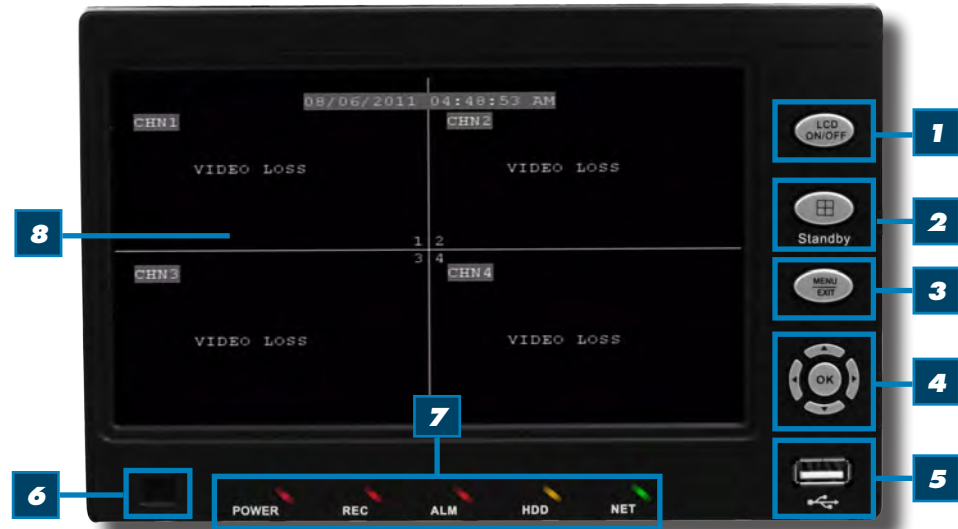 08/06/2011 04:48:53 AM
CHN1
CHN2
VIDEO LOSS
VIDEO LOSS
1 2
3 4
CHN3
CHN4
VIDEO LOSS
VIDEO LOSS
LCD
ON/OFF
Standby
MENU
EXIT
OK
POWER REC ALM HDD NET
1
2
3
4
5
6
7
8